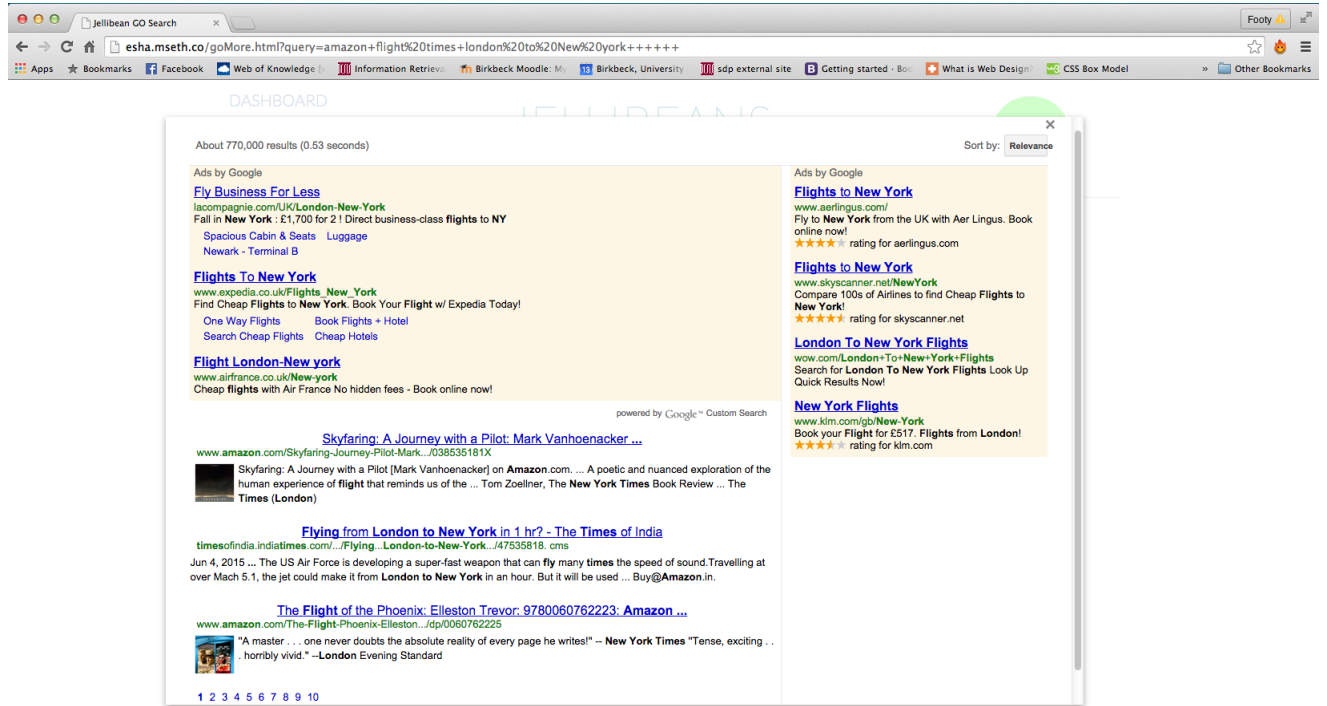 Jellibean GO Search
Footy
esha.mseth.co/goMore.html?query=amazon+flight%20times+london%20to%20New%20york++++++
Apps Bookmarks Facebook Web of Knowledge [ Information Retrieva Birkbeck Moodle: My 13 Birkbeck, University sdp external site B Getting started · Boo What is Web Design? CSS Box Model » Other Bookmarks
DASHBOARD
JELLIBEANS
About 770,000 results (0.53 seconds)
Sort by: Relevance
Ads by Google
Fly Business For Less
lacompagnie.com/UK/London-New-York
Fall in New York : £1,700 for 2 ! Direct business-class flights to NY
Spacious Cabin & Seats Luggage
Newark - Terminal B
Flights To New York
www.expedia.co.uk/Flights_New_York
Find Cheap Flights to New York. Book Your Flight w/ Expedia Today!
One Way Flights Book Flights + Hotel
Search Cheap Flights Cheap Hotels
Flight London-New york
www.airfrance.co.uk/New-york
Cheap flights with Air France No hidden fees - Book online now!
powered by Google™ Custom Search
Skyfaring: A Journey with a Pilot: Mark Vanhoenacker ...
www.amazon.com/Skyfaring-Journey-Pilot-Mark.../038535181X
Skyfaring: A Journey with a Pilot [Mark Vanhoenacker] on Amazon.com. ... A poetic and nuanced exploration of the
human experience of flight that reminds us of the ... Tom Zoellner, The New York Times Book Review ... The
Times (London)
Flying from London to New York in 1 hr? - The Times of India
timesofindia.indiatimes.com/.../Flying...London-to-New-York.../47535818. cms
Jun 4, 2015 ... The US Air Force is developing a super-fast weapon that can fly many times the speed of sound.Travelling at
over Mach 5.1, the jet could make it from London to New York in an hour. But it will be used ... Buy@Amazon.in.
The Flight of the Phoenix: Elleston Trevor: 9780060762223: Amazon ...
www.amazon.com/The-Flight-Phoenix-Elleston.../dp/0060762225
"A master . . . one never doubts the absolute reality of every page he writes!" -- New York Times "Tense, exciting . .
. horribly vivid." --London Evening Standard
1 2 3 4 5 6 7 8 9 10
Ads by Google
Flights to New York
www.aerlingus.com/
Fly to New York from the UK with Aer Lingus. Book
online now!
rating for aerlingus.com
Flights to New York
www.skyscanner.net/NewYork
Compare 100s of Airlines to find Cheap Flights to
New York!
rating for skyscanner.net
London To New York Flights
wow.com/London+To+New+York+Flights
Search for London To New York Flights Look Up
Quick Results Now!
New York Flights
www.klm.com/gb/New-York
Book your Flight for £517. Flights from London!
rating for klm.com